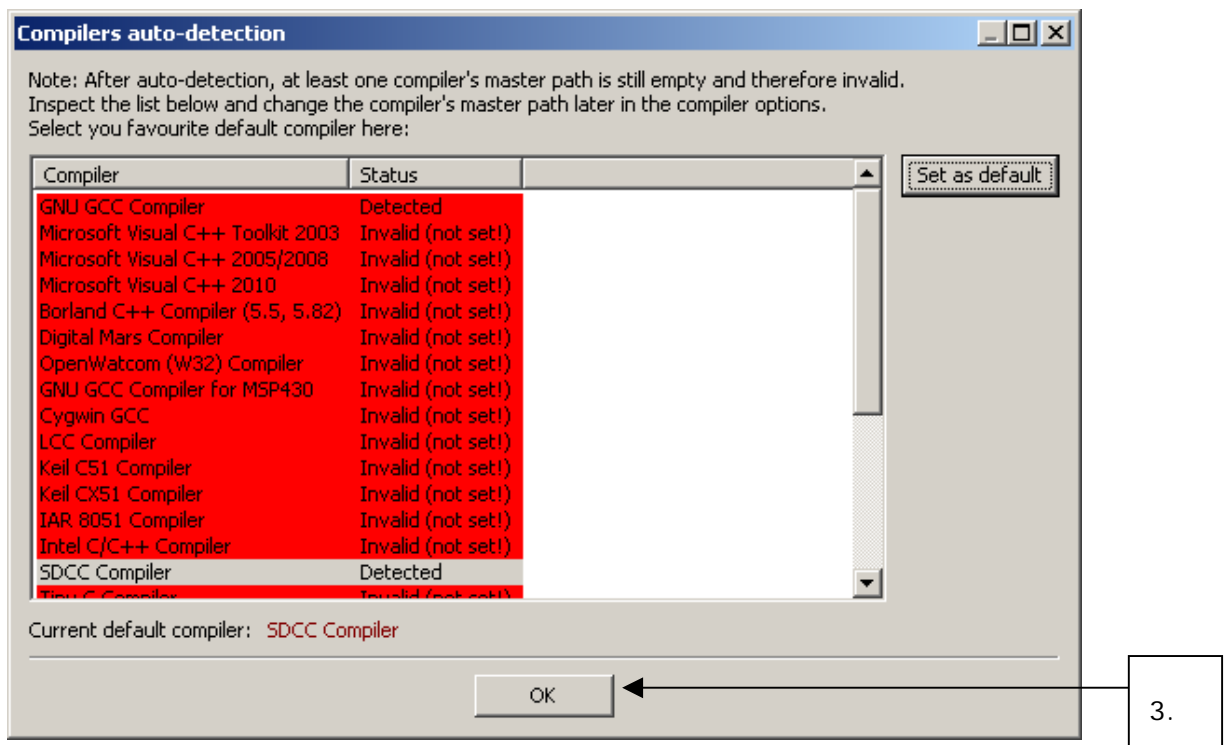 Compilers auto-detection
Note: After auto-detection, at least one compiler's master path is still empty and therefore invalid.
Inspect the list below and change the compiler's master path later in the compiler options.
Select you favourite default compiler here:
Compiler Status
Set as default
GNU GCC Compiler Detected
Microsoft Visual C++ Toolkit 2003 Invalid (not set!)
Microsoft Visual C++ 2005/2008 Invalid (not set!)
Microsoft Visual C++ 2010 Invalid (not set!)
Borland C++ Compiler (5.5, 5.82) Invalid (not set!)
Digital Mars Compiler Invalid (not set!)
OpenWatcom (W32) Compiler Invalid (not set!)
GNU GCC Compiler for MSP430 Invalid (not set!)
Cygwin GCC Invalid (not set!)
LCC Compiler Invalid (not set!)
Keil C51 Compiler Invalid (not set!)
Keil CX51 Compiler Invalid (not set!)
IAR 8051 Compiler Invalid (not set!)
Intel C/C++ Compiler Invalid (not set!)
SDCC Compiler Detected
Tiny C Compiler Invalid (not set!)
Current default compiler: SDCC Compiler
OK
3.